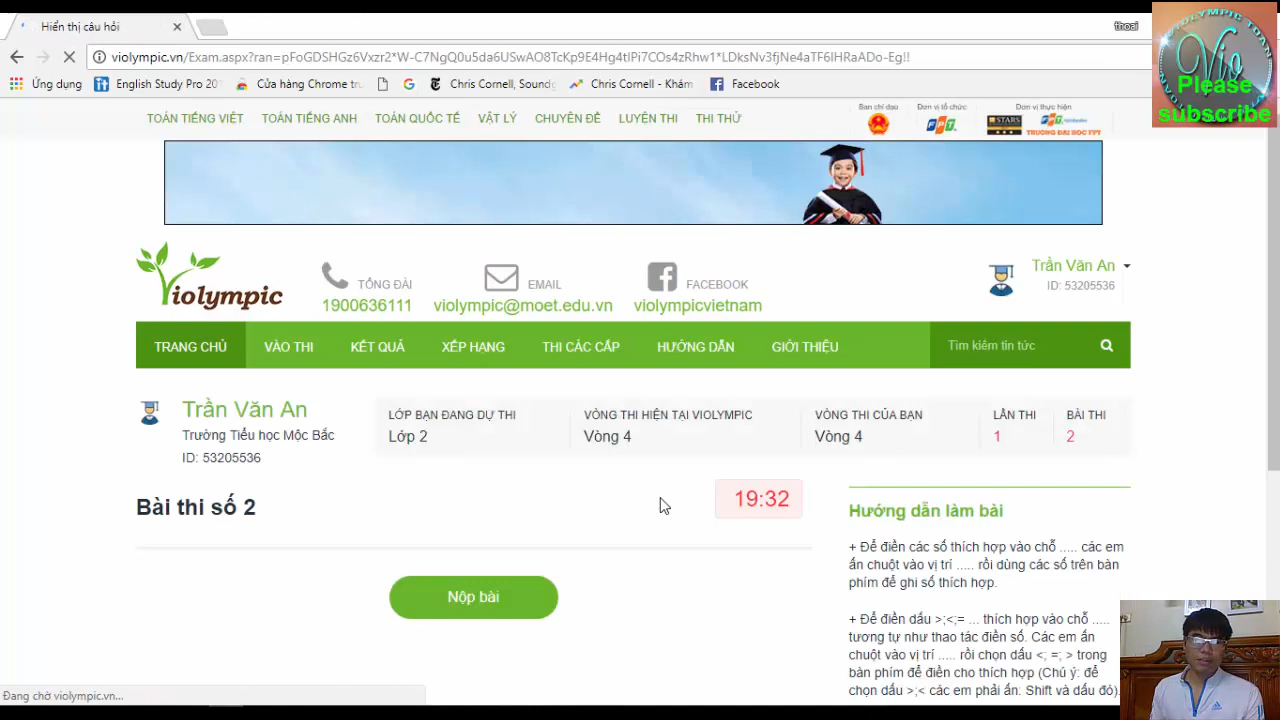 Hiển thị câu hỏi
thoai
violympic.vn/Exam.aspx?ran=pFoGDSHGz6Vxzr2*W-C7NgQ0u5da6USwAO8TcKp9E4Hg4tIPi7COs4zRhw1*LDksNv3fjNe4aTF6IHRaADo-Eg!!
Ứng dụng
English Study Pro 20
Cửa hàng Chrome trự
Chris Cornell, Sound
Chris Cornell - Khám
Facebook
Vio
Please
subscribe
TOÁN TIẾNG VIỆT
TOÁN TIẾNG ANH
TOÁN QUỐC TẾ
VẬT LÝ
CHUYÊN ĐỀ
LUYỆN THI
THI THỬ
Ban chỉ đạo
Đơn vị tổ chức
Đơn vị thực hiện
FPT
STARS
TRƯỜNG ĐẠI HỌC FPT
Violympic
TỔNG ĐÀI
1900636111
EMAIL
violympic@moet.edu.vn
FACEBOOK
violympicvietnam
Trần Văn An
ID: 53205536
TRANG CHỦ
VÀO THI
KẾT QUẢ
XẾP HẠNG
THI CÁC CẤP
HƯỚNG DẪN
GIỚI THIỆU
Tìm kiếm tin tức
Trần Văn An
Trường Tiểu học Mộc Bắc
ID: 53205536
LỚP BẠN ĐANG DỰ THI
Lớp 2
VÒNG THI HIỆN TẠI VIOLYMPIC
Vòng 4
VÒNG THI CỦA BẠN
Vòng 4
LẦN THI
1
BÀI THI
2
Bài thi số 2
19:32
Nộp bài
Hướng dẫn làm bài
+ Để điền các số thích hợp vào chỗ ..... các em
ấn chuột vào vị trí ..... rồi dùng các số trên bàn
phím để ghi số thích hợp.
+ Để điền dấu >;<;= ... thích hợp vào chỗ .....
tương tự như thao tác điền số. Các em ấn
chuột vào vị trí ..... rồi chọn dấu <; =; > trong
bàn phím để điền cho thích hợp (Chú ý: để
chọn dấu >;< các em phải ấn. Shift và dấu đó).
Đang chờ violympic.vn...